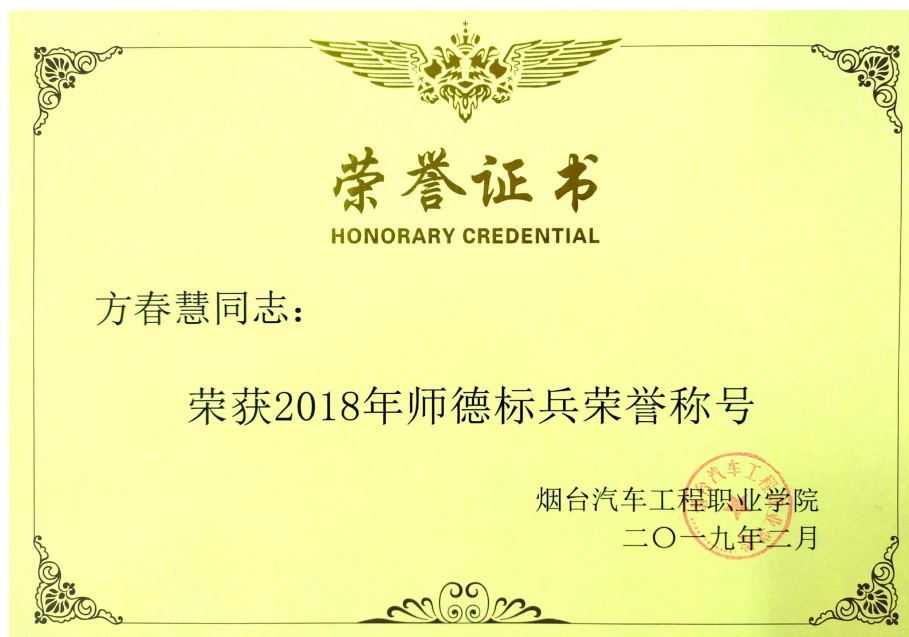 荣誉证书
HONORARY CREDENTIAL
方春慧同志：
荣获2018年师德标兵荣誉称号
烟台汽车工程职业学院
二〇一九年二月